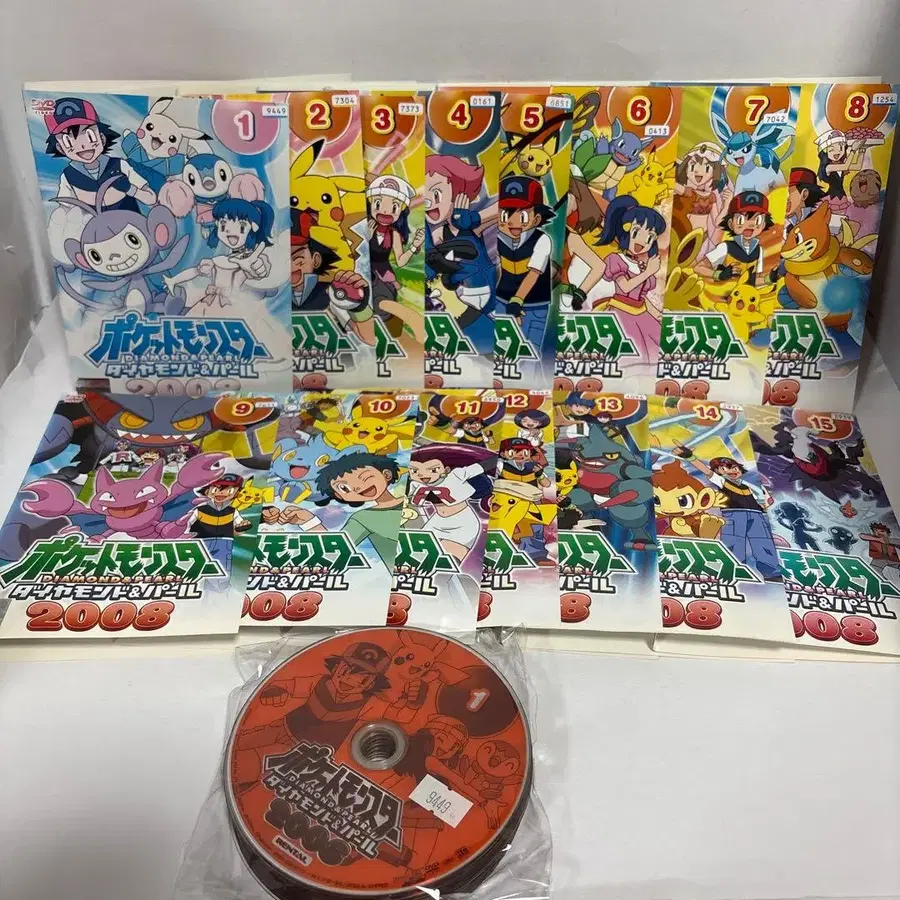 DVD
VIDEO
1
9449
ポケットモンスター
DIAMOND&PEARL
ダイヤモンド&パール
2008
2
7304
3
7373
4
0161
5
0851
6
0413
7
7042
8
1254
9
ポケットモンスター
DIAMOND&PEARL
ダイヤモンド&パール
2008
10
11
12
13
14
15
R
1
ポケットモンスター
DIAMOND&PEARL
ダイヤモンド&パール
2008
RENTAL
9449